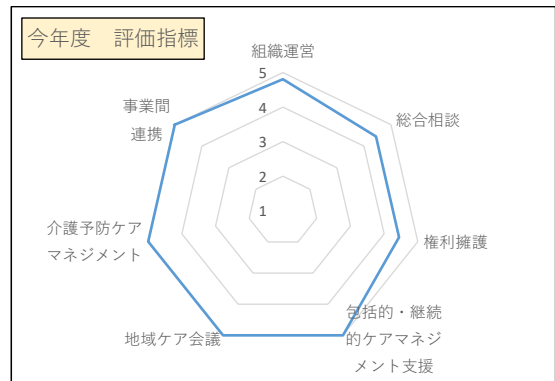 今年度　評価指標
組織運営
5
4
3
2
1
総合相談
権利擁護
包括的・継続
的ケアマネジ
メント支援
地域ケア会議
介護予防ケア
マネジメント
事業間
連携